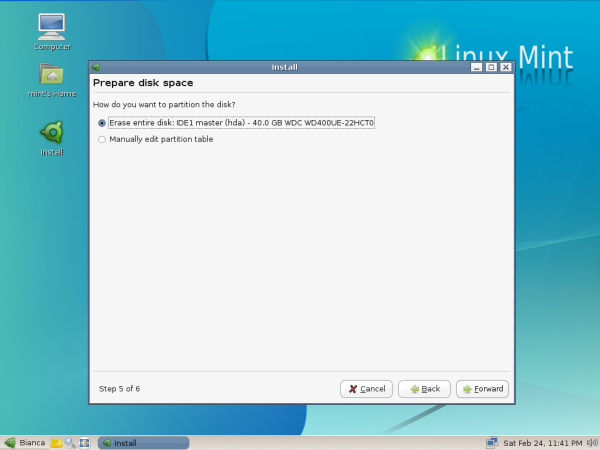 Computer
mint's Home
Install
Linux Mint
Install
Prepare disk space
How do you want to partition the disk?
Erase entire disk: IDE1 master (hda) - 40.0 GB WDC WD400UE-22HCT0
Manually edit partition table
Step 5 of 6
Cancel
Back
Forward
Bianca
Install
Sat Feb 24, 11:41 PM